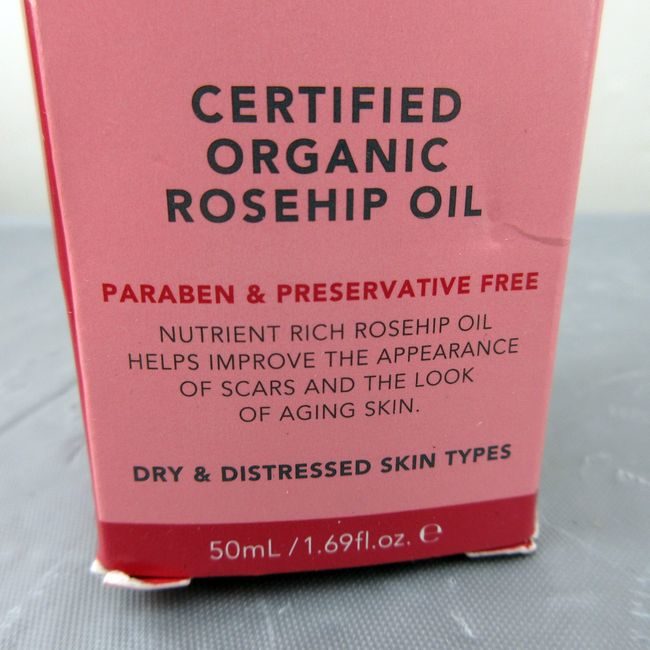 CERTIFIED
ORGANIC
ROSEHIP OIL
PARABEN & PRESERVATIVE FREE
NUTRIENT RICH ROSEHIP OIL
HELPS IMPROVE THE APPEARANCE
OF SCARS AND THE LOOK
OF AGING SKIN.
DRY & DISTRESSED SKIN TYPES
50mL / 1.69fl.oz. ℮